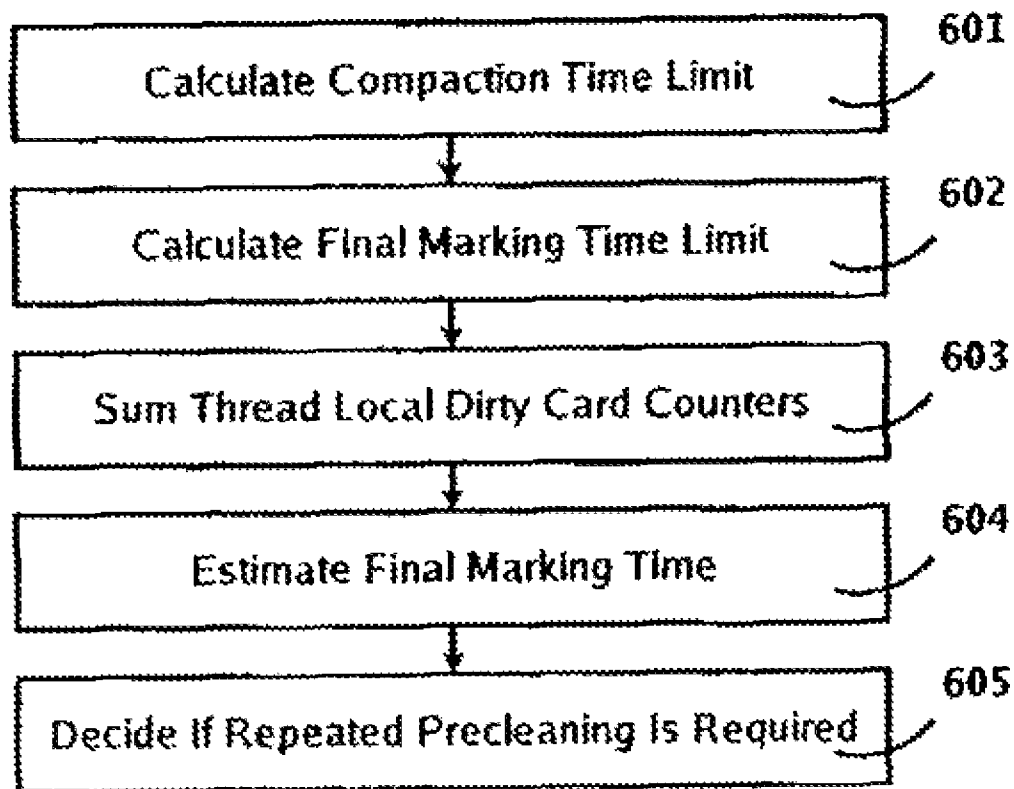 601
Calculate Compaction Time Limit
602
Calculate Final Marking Time Limit
603
Sum Thread Local Dirty Card Counters
604
Estimate Final Marking Time
605
Decide If Repeated Precleaning Is Required